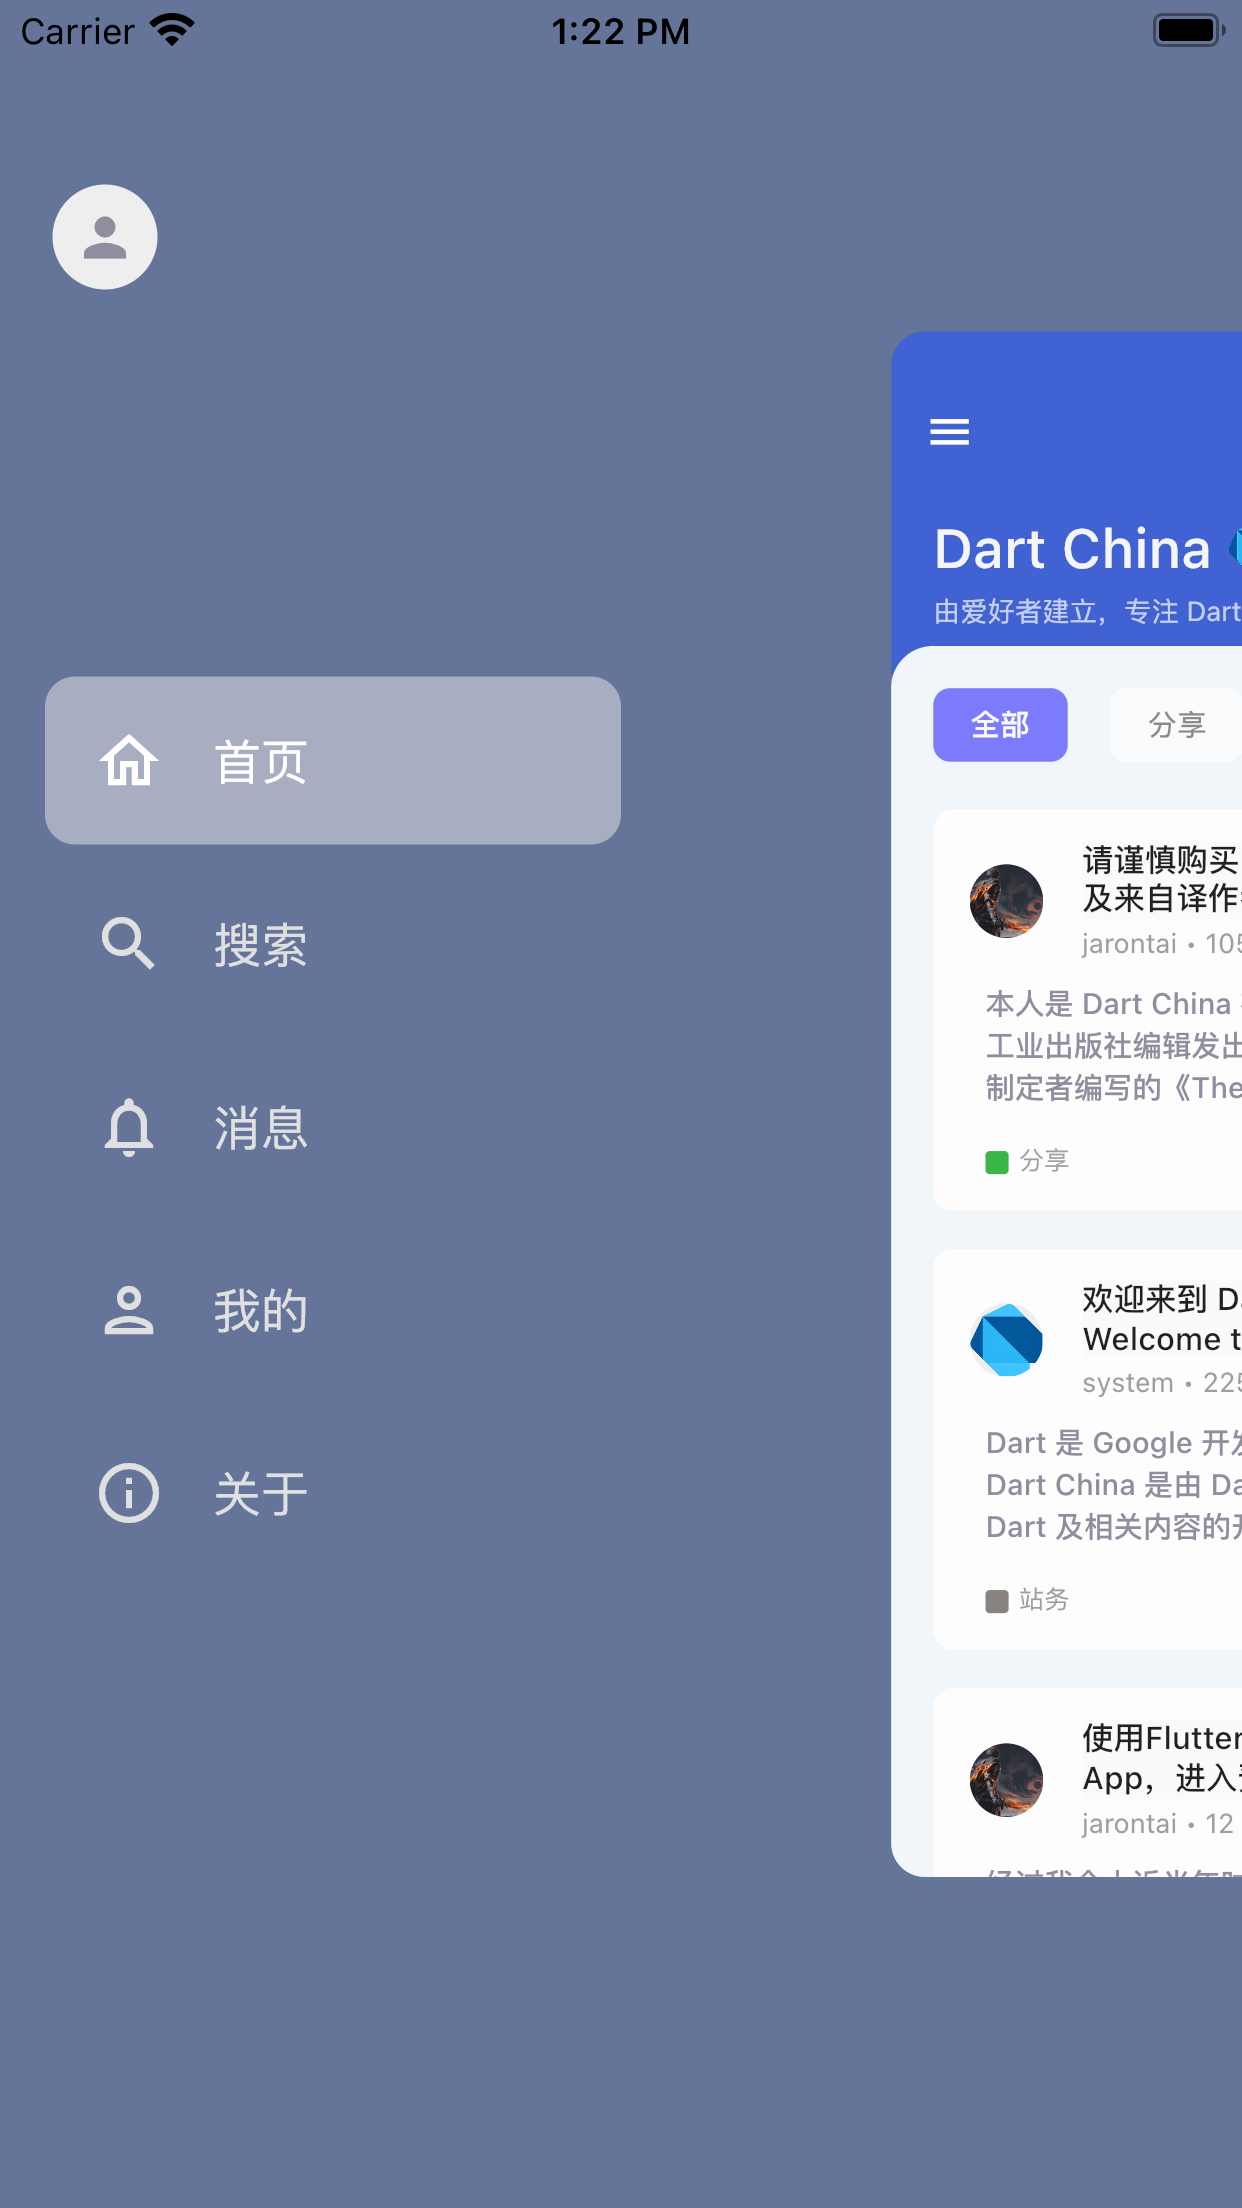 Carrier
1:22 PM
首页
搜索
消息
我的
关于
Dart China
由爱好者建立，专注 Dart
全部
分享
请谨慎购买
及来自译作
jarontai • 105
本人是 Dart China
工业出版社编辑发出
制定者编写的《The
分享
欢迎来到 Da
Welcome t
system • 225
Dart 是 Google 开发
Dart China 是由 Da
Dart 及相关内容的开
站务
使用Flutter
App，进入
jarontai • 12